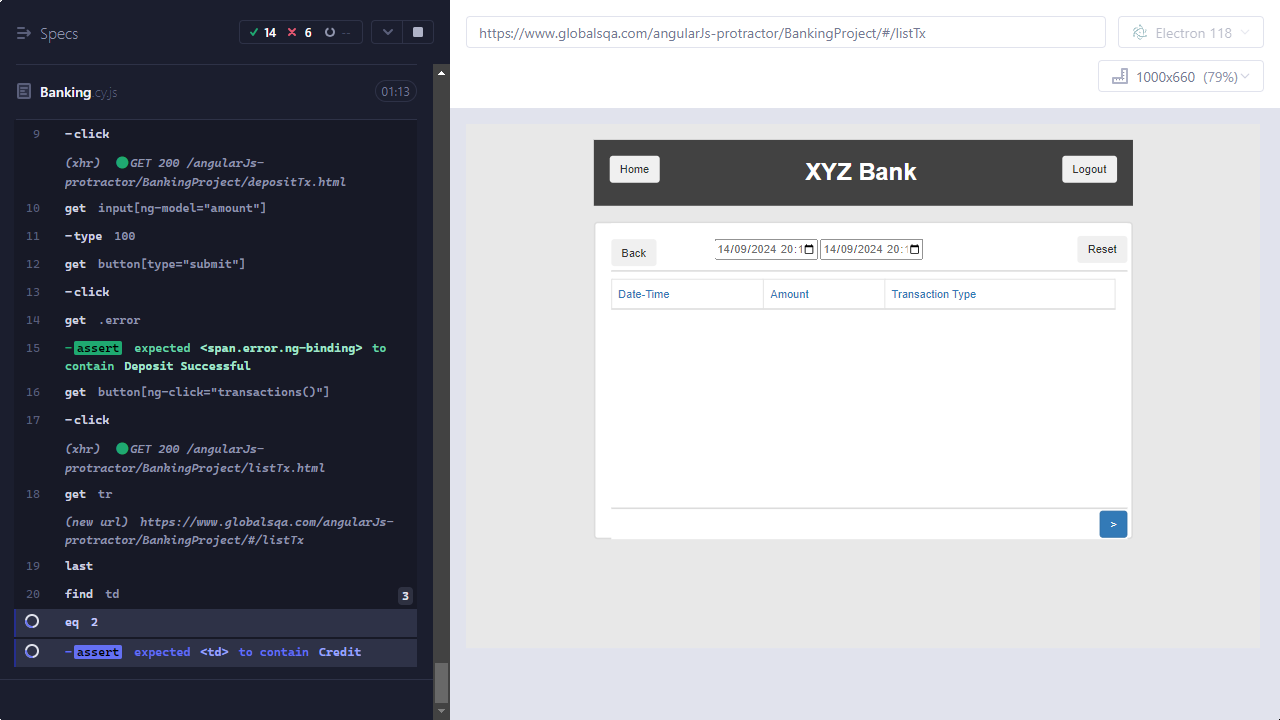 Specs
14 6 --
Banking.cy.js 01:13
9 -click
(xhr) GET 200 /angularJs-
protractor/BankingProject/depositTx.html
10 get input[ng-model="amount"]
11 -type 100
12 get button[type="submit"]
13 -click
14 get .error
15 -assert expected <span.error.ng-binding> to
contain Deposit Successful
16 get button[ng-click="transactions()"]
17 -click
(xhr) GET 200 /angularJs-
protractor/BankingProject/listTx.html
18 get tr
(new url) https://www.globalsqa.com/angularJs-
protractor/BankingProject/#/listTx
19 last
20 find td 3
eq 2
-assert expected <td> to contain Credit
https://www.globalsqa.com/angularJs-protractor/BankingProject/#/listTx
Electron 118
1000x660 (79%)
Home XYZ Bank Logout
Back 14/09/2024 20:1 14/09/2024 20:1 Reset
Date-Time Amount Transaction Type
>